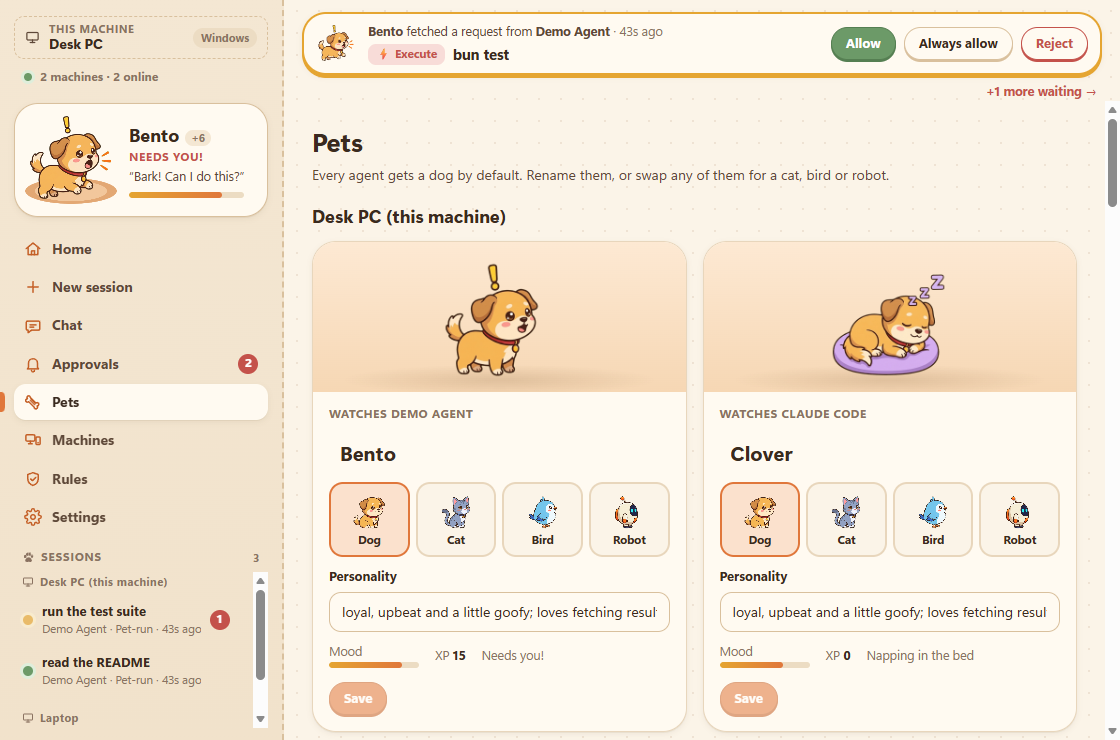 THIS MACHINE
Desk PC
Windows
2 machines · 2 online
Bento +6
NEEDS YOU!
“Bark! Can I do this?”
Home
New session
Chat
Approvals 2
Pets
Machines
Rules
Settings
SESSIONS 3
Desk PC (this machine)
run the test suite
Demo Agent · Pet-run · 43s ago
1
read the README
Demo Agent · Pet-run · 43s ago
Laptop
Bento fetched a request from Demo Agent · 43s ago
Execute bun test
Allow Always allow Reject
+1 more waiting →
Pets
Every agent gets a dog by default. Rename them, or swap any of them for a cat, bird or robot.
Desk PC (this machine)
!
WATCHES DEMO AGENT
Bento
Dog Cat Bird Robot
Personality
loyal, upbeat and a little goofy; loves fetching resul
Mood XP 15 Needs you!
Save
z z Z
WATCHES CLAUDE CODE
Clover
Dog Cat Bird Robot
Personality
loyal, upbeat and a little goofy; loves fetching resul
Mood XP 0 Napping in the bed
Save